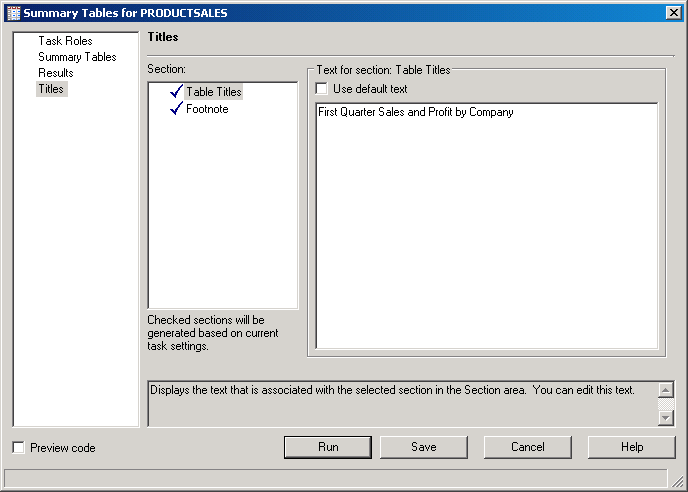 Summary Tables for PRODUCTSALES
Task Roles
Summary Tables
Results
Titles
Titles
Section:
Table Titles
Footnote
Checked sections will be
generated based on current
task settings.
Text for section: Table Titles
Use default text
First Quarter Sales and Profit by Company
Displays the text that is associated with the selected section in the Section area.  You can edit this text.
Preview code
Run
Save
Cancel
Help